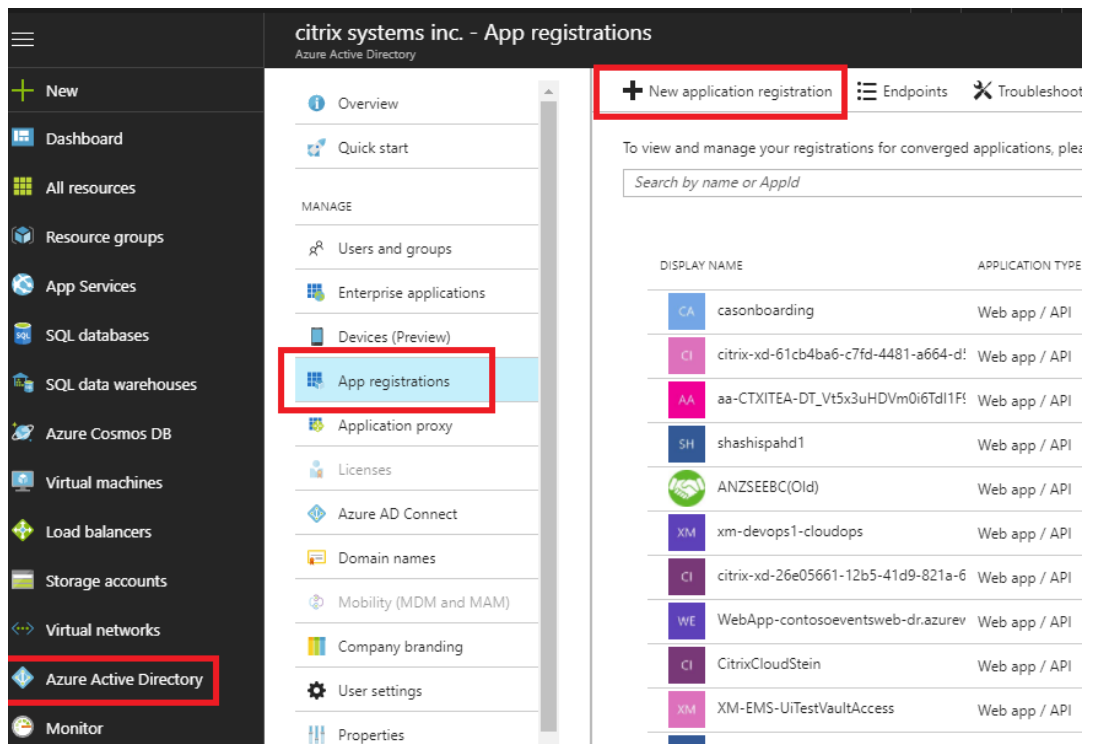 citrix systems inc. - App registrations
Azure Active Directory
New
Dashboard
All resources
Resource groups
App Services
SQL databases
SQL data warehouses
Azure Cosmos DB
Virtual machines
Load balancers
Storage accounts
Virtual networks
Azure Active Directory
Monitor
Overview
Quick start
MANAGE
Users and groups
Enterprise applications
Devices (Preview)
App registrations
Application proxy
Licenses
Azure AD Connect
Domain names
Mobility (MDM and MAM)
Company branding
User settings
Properties
New application registration Endpoints Troubleshoot
To view and manage your registrations for converged applications, plea
Search by name or AppId
DISPLAY NAME APPLICATION TYPE
CA casonboarding Web app / API
CI citrix-xd-61cb4ba6-c7fd-4481-a664-d Web app / API
AA aa-CTXITEA-DT_Vt5x3uHDVm0i6TdI1F Web app / API
SH shashispahd1 Web app / API
ANZSEEBC(Old) Web app / API
XM xm-devops1-cloudops Web app / API
CI citrix-xd-26e05661-12b5-41d9-821a-6 Web app / API
WE WebApp-contosoeventsweb-dr.azurew Web app / API
CI CitrixCloudStein Web app / API
XM XM-EMS-UiTestVaultAccess Web app / API